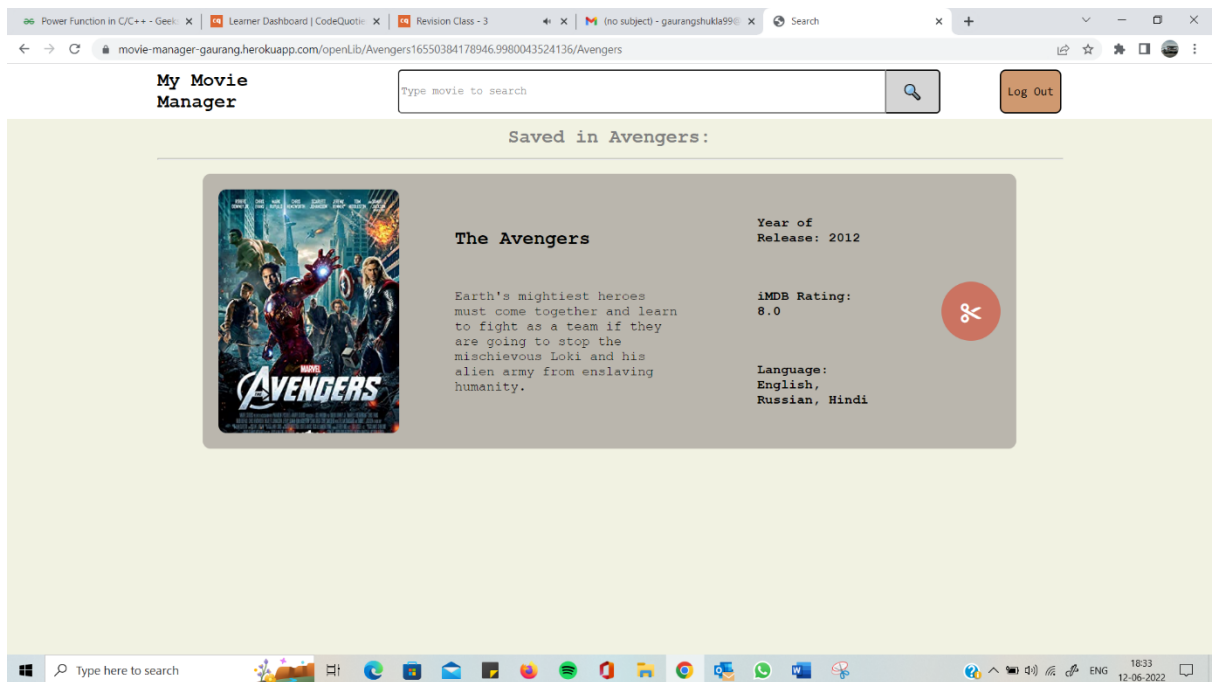 Power Function in C/C++ - Geek
Learner Dashboard | CodeQuotie
Revision Class - 3
(no subject) - gaurangshukla99@
Search
movie-manager-gaurang.herokuapp.com/openLib/Avengers16550384178946.9980043524136/Avengers
My Movie
Manager
Type movie to search
Log Out
Saved in Avengers:
MARVEL
AVENGERS
The Avengers
Earth's mightiest heroes
must come together and learn
to fight as a team if they
are going to stop the
mischievous Loki and his
alien army from enslaving
humanity.
Year of
Release: 2012
iMDB Rating:
8.0
Language:
English,
Russian, Hindi
Type here to search
ENG
18:33
12-06-2022